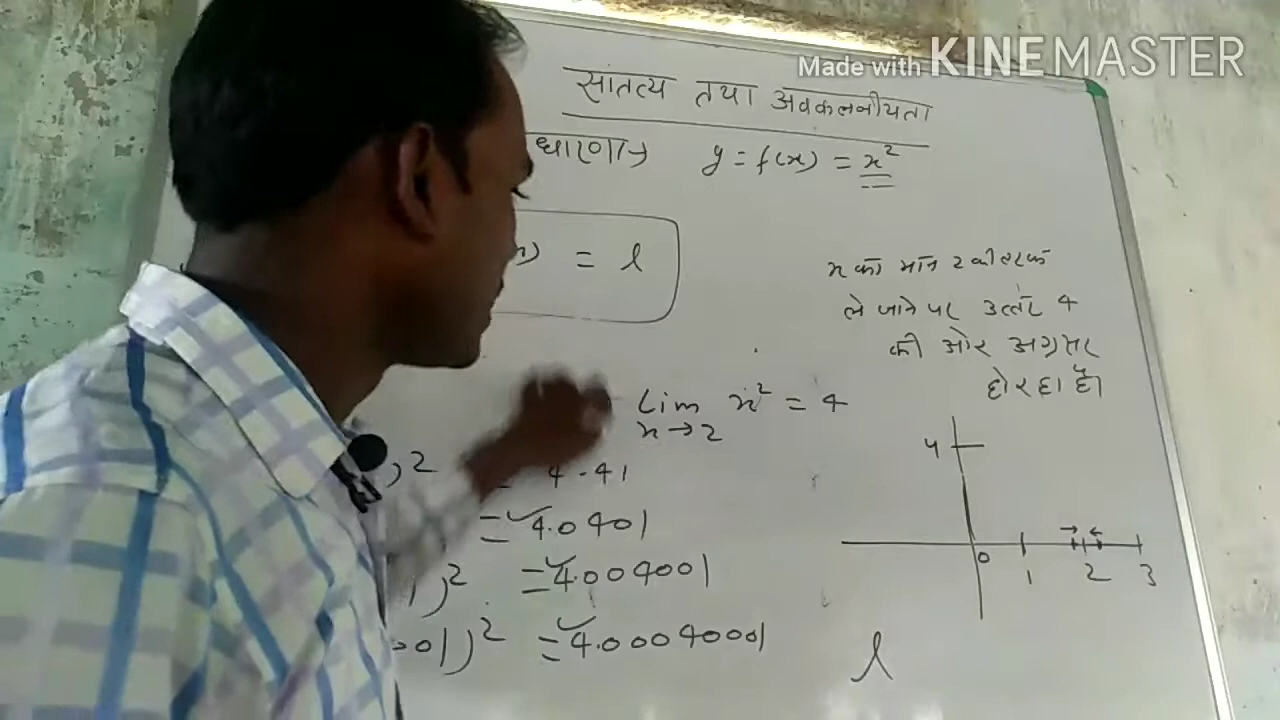 Made with KINEMASTER
सांतत्य तथा अवकलनीयता
धारणा→ y = f(x) = x²
) = l
x का मान 2 की तरफ
ले जाने पर उत्तर 4
की ओर अग्रसर
हो रहा है।
Lim x² = 4
x→2
)² = 4.41
= 4.0401
)² = 4.004001
01)² = 4.00040001
4
0 1 2 3
l